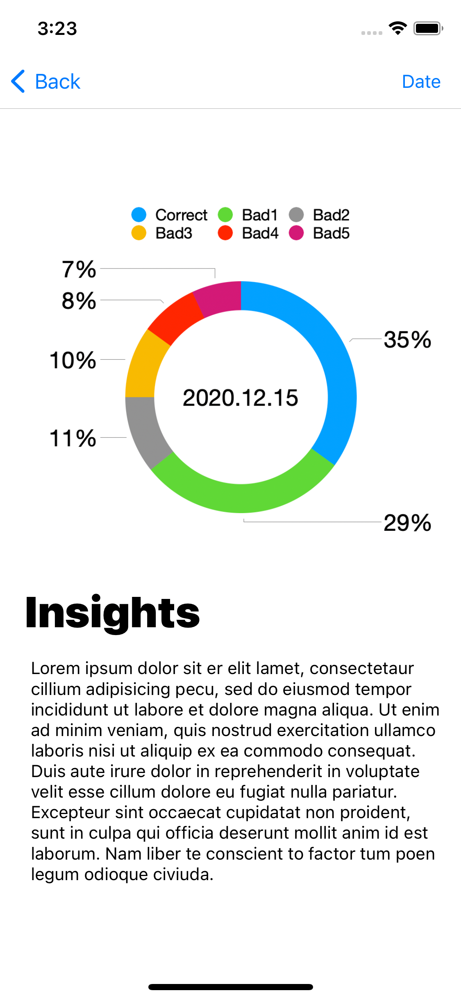 3:23
Back
Date
Correct Bad1 Bad2
Bad3 Bad4 Bad5
7%
8%
35%
10%
2020.12.15
11%
29%
Insights
Lorem ipsum dolor sit er elit lamet, consectetaur
cillium adipisicing pecu, sed do eiusmod tempor
incididunt ut labore et dolore magna aliqua. Ut enim
ad minim veniam, quis nostrud exercitation ullamco
laboris nisi ut aliquip ex ea commodo consequat.
Duis aute irure dolor in reprehenderit in voluptate
velit esse cillum dolore eu fugiat nulla pariatur.
Excepteur sint occaecat cupidatat non proident,
sunt in culpa qui officia deserunt mollit anim id est
laborum. Nam liber te conscient to factor tum poen
legum odioque civiuda.